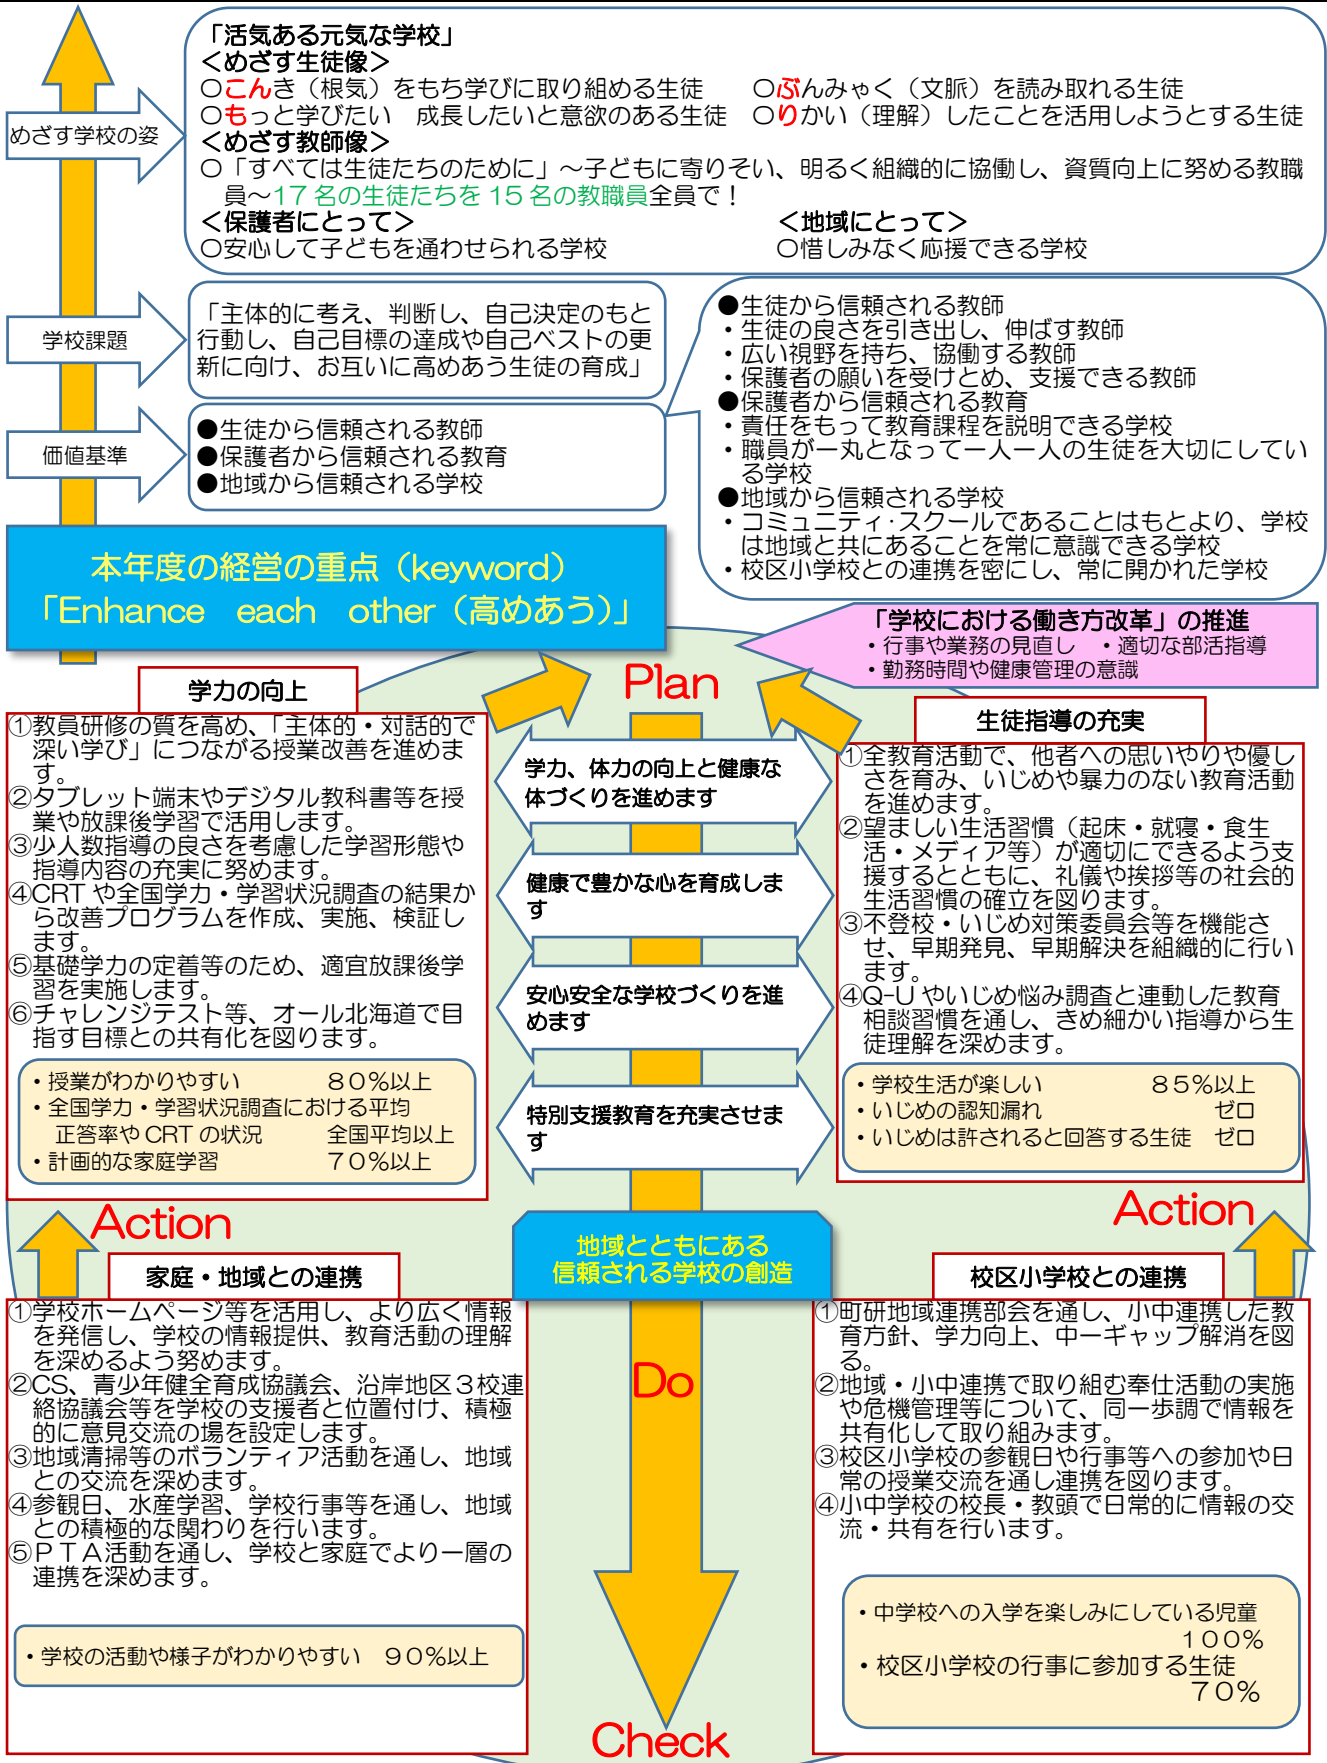 「活気ある元気な学校」
＜めざす生徒像＞
○こんき（根気）をもち学びに取り組める生徒　　○ぶんみゃく（文脈）を読み取れる生徒
○もっと学びたい　成長したいと意欲のある生徒　○りかい（理解）したことを活用しようとする生徒
＜めざす教師像＞
○「すべては生徒たちのために」～子どもに寄りそい、明るく組織的に協働し、資質向上に努める教職
員～17名の生徒たちを15名の教職員全員で！
＜保護者にとって＞　　＜地域にとって＞
○安心して子どもを通わせられる学校　　○惜しみなく応援できる学校
めざす学校の姿
学校課題
「主体的に考え、判断し、自己決定のもと
行動し、自己目標の達成や自己ベストの更
新に向け、お互いに高めあう生徒の育成」
価値基準
●生徒から信頼される教師
●保護者から信頼される教育
●地域から信頼される学校
●生徒から信頼される教師
・生徒の良さを引き出し、伸ばす教師
・広い視野を持ち、協働する教師
・保護者の願いを受けとめ、支援できる教師
●保護者から信頼される教育
・責任をもって教育課程を説明できる学校
・職員が一丸となって一人一人の生徒を大切にしてい
る学校
●地域から信頼される学校
・コミュニティ・スクールであることはもとより、学校
は地域と共にあることを常に意識できる学校
・校区小学校との連携を密にし、常に開かれた学校
本年度の経営の重点（keyword）
「Enhance　each　other（高めあう）」
「学校における働き方改革」の推進
・行事や業務の見直し　・適切な部活指導
・勤務時間や健康管理の意識
Plan
学力の向上
①教員研修の質を高め、「主体的・対話的で
深い学び」につながる授業改善を進めま
す。
②タブレット端末やデジタル教科書等を授
業や放課後学習で活用します。
③少人数指導の良さを考慮した学習形態や
指導内容の充実に努めます。
④CRTや全国学力・学習状況調査の結果か
ら改善プログラムを作成、実施、検証し
ます。
⑤基礎学力の定着等のため、適宜放課後学
習を実施します。
⑥チャレンジテスト等、オール北海道で目
指す目標との共有化を図ります。
・授業がわかりやすい　　８０％以上
・全国学力・学習状況調査における平均
正答率やCRTの状況　　全国平均以上
・計画的な家庭学習　　７０％以上
学力、体力の向上と健康な
体づくりを進めます
健康で豊かな心を育成しま
す
安心安全な学校づくりを進
めます
特別支援教育を充実させま
す
生徒指導の充実
①全教育活動で、他者への思いやりや優し
さを育み、いじめや暴力のない教育活動
を進めます。
②望ましい生活習慣（起床・就寝・食生
活・メディア等）が適切にできるよう支
援するとともに、礼儀や挨拶等の社会的
生活習慣の確立を図ります。
③不登校・いじめ対策委員会等を機能さ
せ、早期発見、早期解決を組織的に行い
ます。
④Q-Uやいじめ悩み調査と連動した教育
相談習慣を通し、きめ細かい指導から生
徒理解を深めます。
・学校生活が楽しい　　８５％以上
・いじめの認知漏れ　　ゼロ
・いじめは許されると回答する生徒　ゼロ
Action
Action
地域とともにある
信頼される学校の創造
家庭・地域との連携
①学校ホームページ等を活用し、より広く情報
を発信し、学校の情報提供、教育活動の理解
を深めるよう努めます。
②CS、青少年健全育成協議会、沿岸地区３校連
絡協議会等を学校の支援者と位置付け、積極
的に意見交流の場を設定します。
③地域清掃等のボランティア活動を通し、地域
との交流を深めます。
④参観日、水産学習、学校行事等を通し、地域
との積極的な関わりを行います。
⑤ＰＴＡ活動を通し、学校と家庭でより一層の
連携を深めます。
・学校の活動や様子がわかりやすい　９０％以上
Do
校区小学校との連携
①町研地域連携部会を通し、小中連携した教
育方針、学力向上、中一ギャップ解消を図
る。
②地域・小中連携で取り組む奉仕活動の実施
や危機管理等について、同一歩調で情報を
共有化して取り組みます。
③校区小学校の参観日や行事等への参加や日
常の授業交流を通し連携を図ります。
④小中学校の校長・教頭で日常的に情報の交
流・共有を行います。
・中学校への入学を楽しみにしている児童
１００％
・校区小学校の行事に参加する生徒
７０％
Check